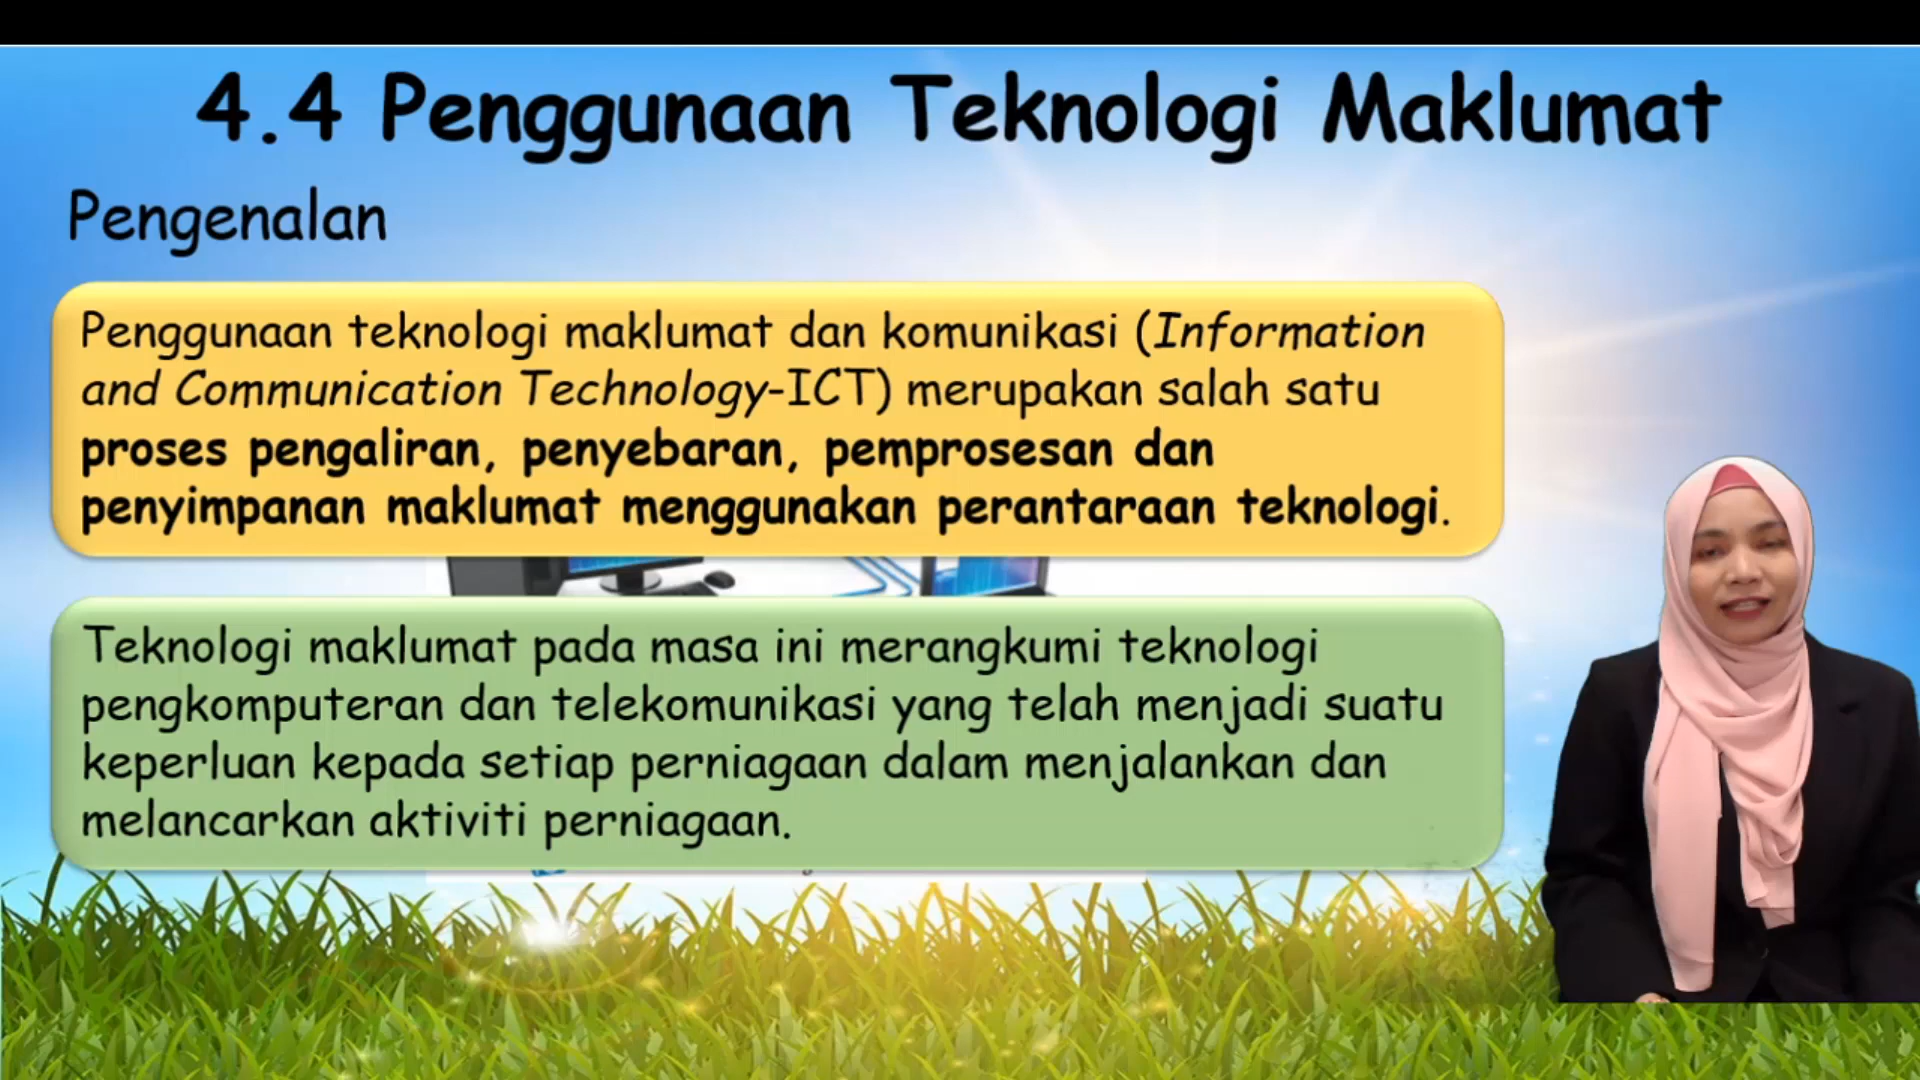 4.4 Penggunaan Teknologi Maklumat
Pengenalan
Penggunaan teknologi maklumat dan komunikasi (Information
and Communication Technology-ICT) merupakan salah satu
proses pengaliran, penyebaran, pemprosesan dan
penyimpanan maklumat menggunakan perantaraan teknologi.
Teknologi maklumat pada masa ini merangkumi teknologi
pengkomputeran dan telekomunikasi yang telah menjadi suatu
keperluan kepada setiap perniagaan dalam menjalankan dan
melancarkan aktiviti perniagaan.